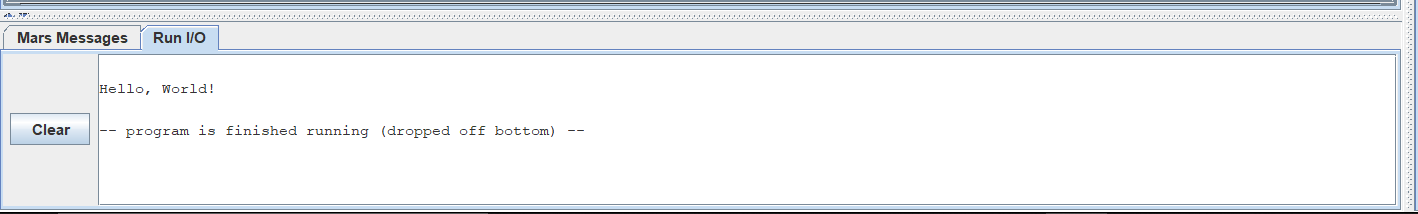 Mars Messages Run I/O
Hello, World!
Clear
-- program is finished running (dropped off bottom) --